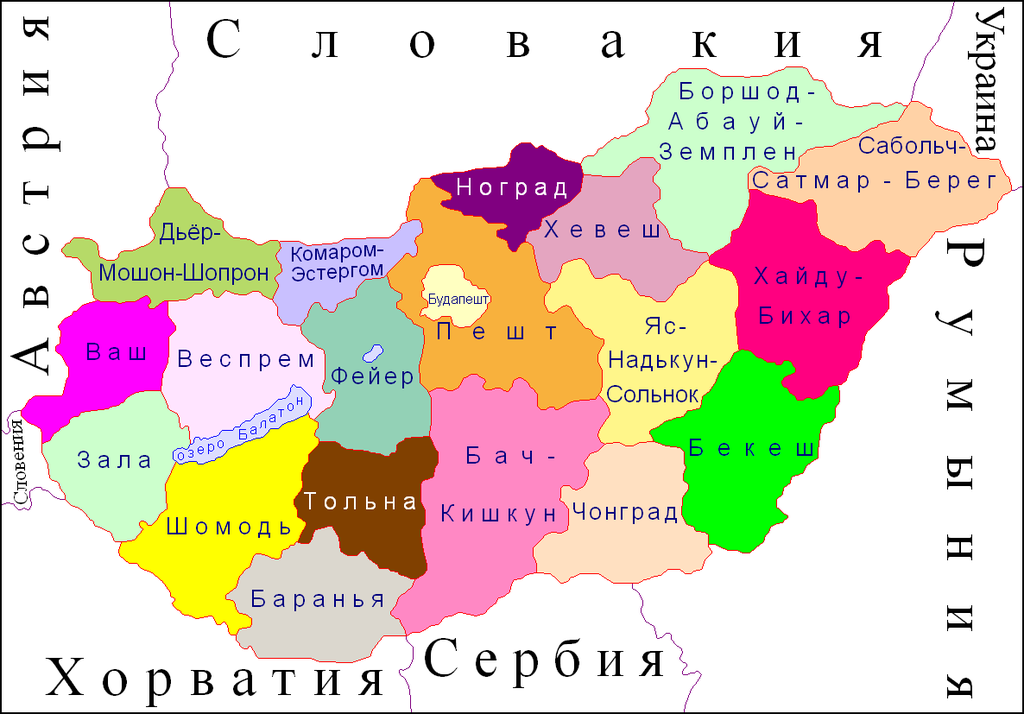 Словакия
Австрия
Украина
Румыния
Боршод-
Абауй-
Земплен
Сабольч-
Сатмар - Берег
Ноград
Хевеш
Дьёр-
Мошон-Шопрон
Комаром-
Эстергом
Хайду-
Бихар
Будапешт
Пешт
Яс-
Надькун-
Сольнок
Ваш
Веспрем
Фейер
озеро Балатон
Словения
Зала
Бекеш
Бач-
Кишкун
Тольна
Чонград
Шомодь
Баранья
Хорватия
Сербия